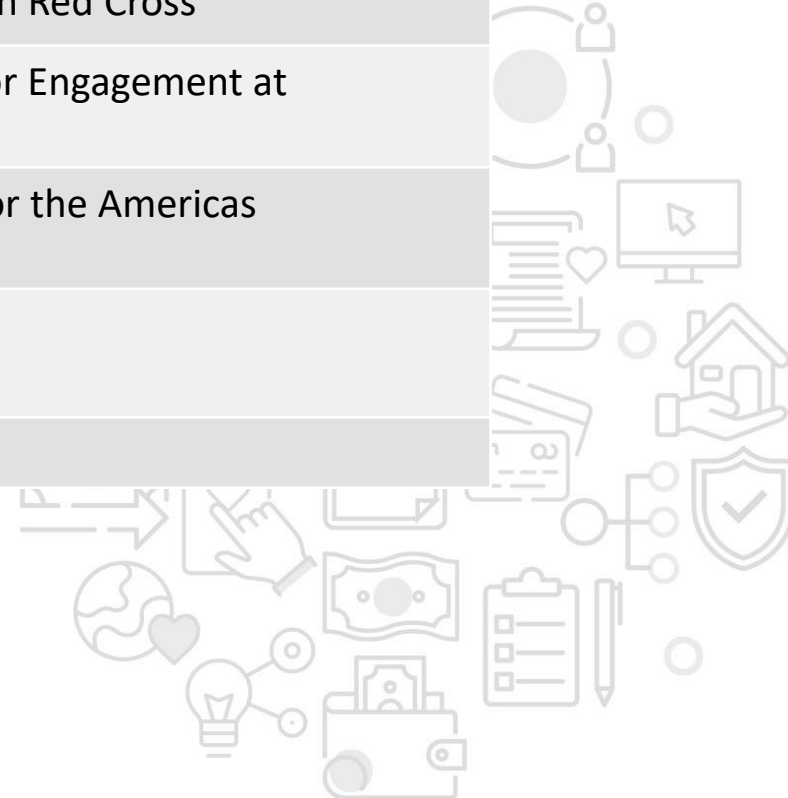 Red Cross
or Engagement at
or the Americas